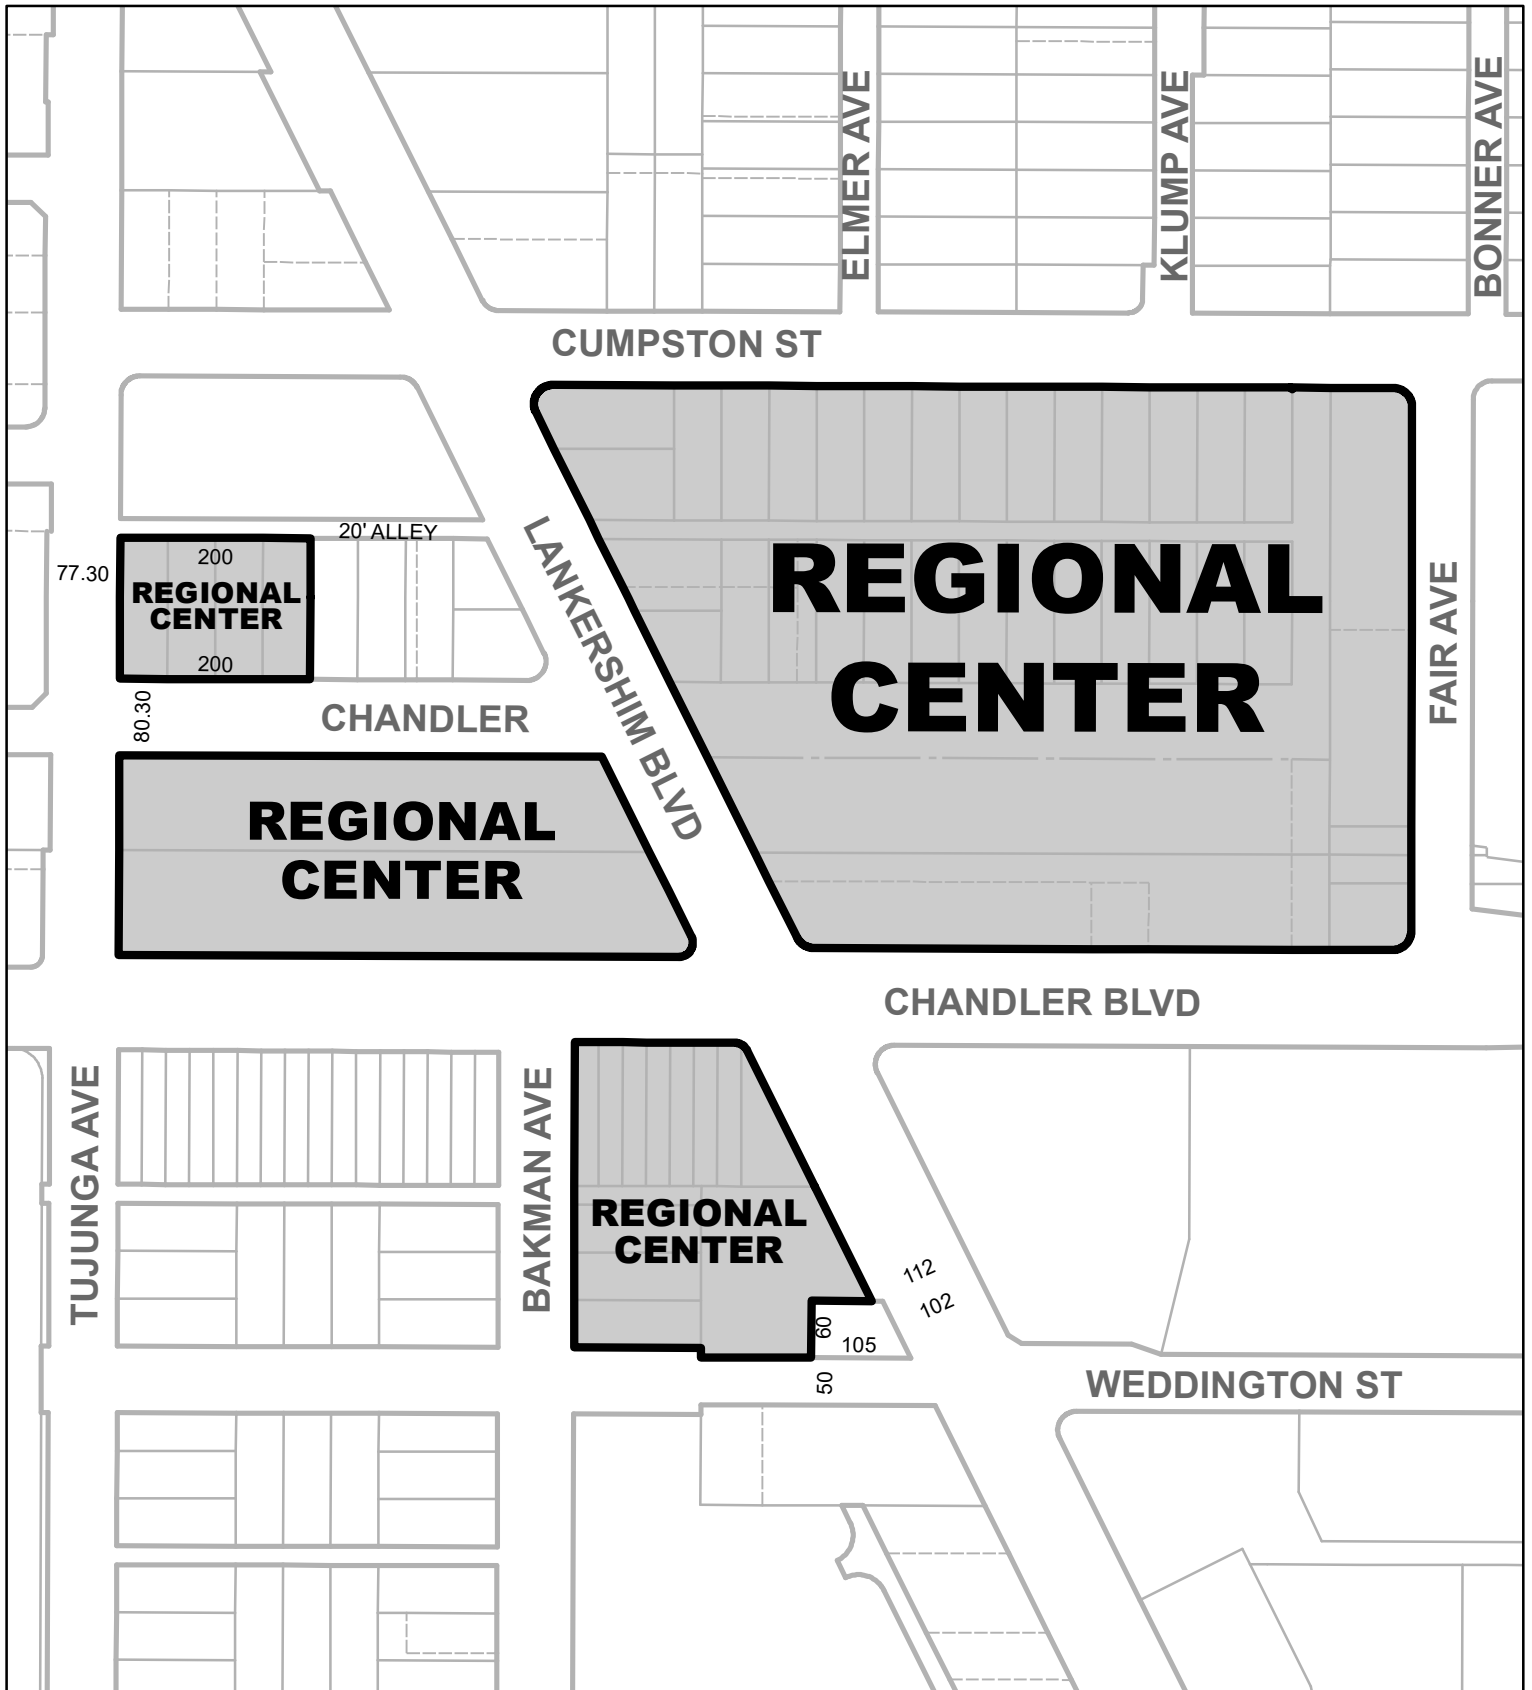 ELMER AVE
KLUMP AVE
BONNER AVE
CUMPSTON ST
20' ALLEY
77.30
200
REGIONAL
CENTER
200
LANKERSHIM BLVD
REGIONAL
CENTER
FAIR AVE
80.30
CHANDLER
REGIONAL
CENTER
CHANDLER BLVD
TUJUNGA AVE
BAKMAN AVE
REGIONAL
CENTER
112
102
60
105
50
WEDDINGTON ST